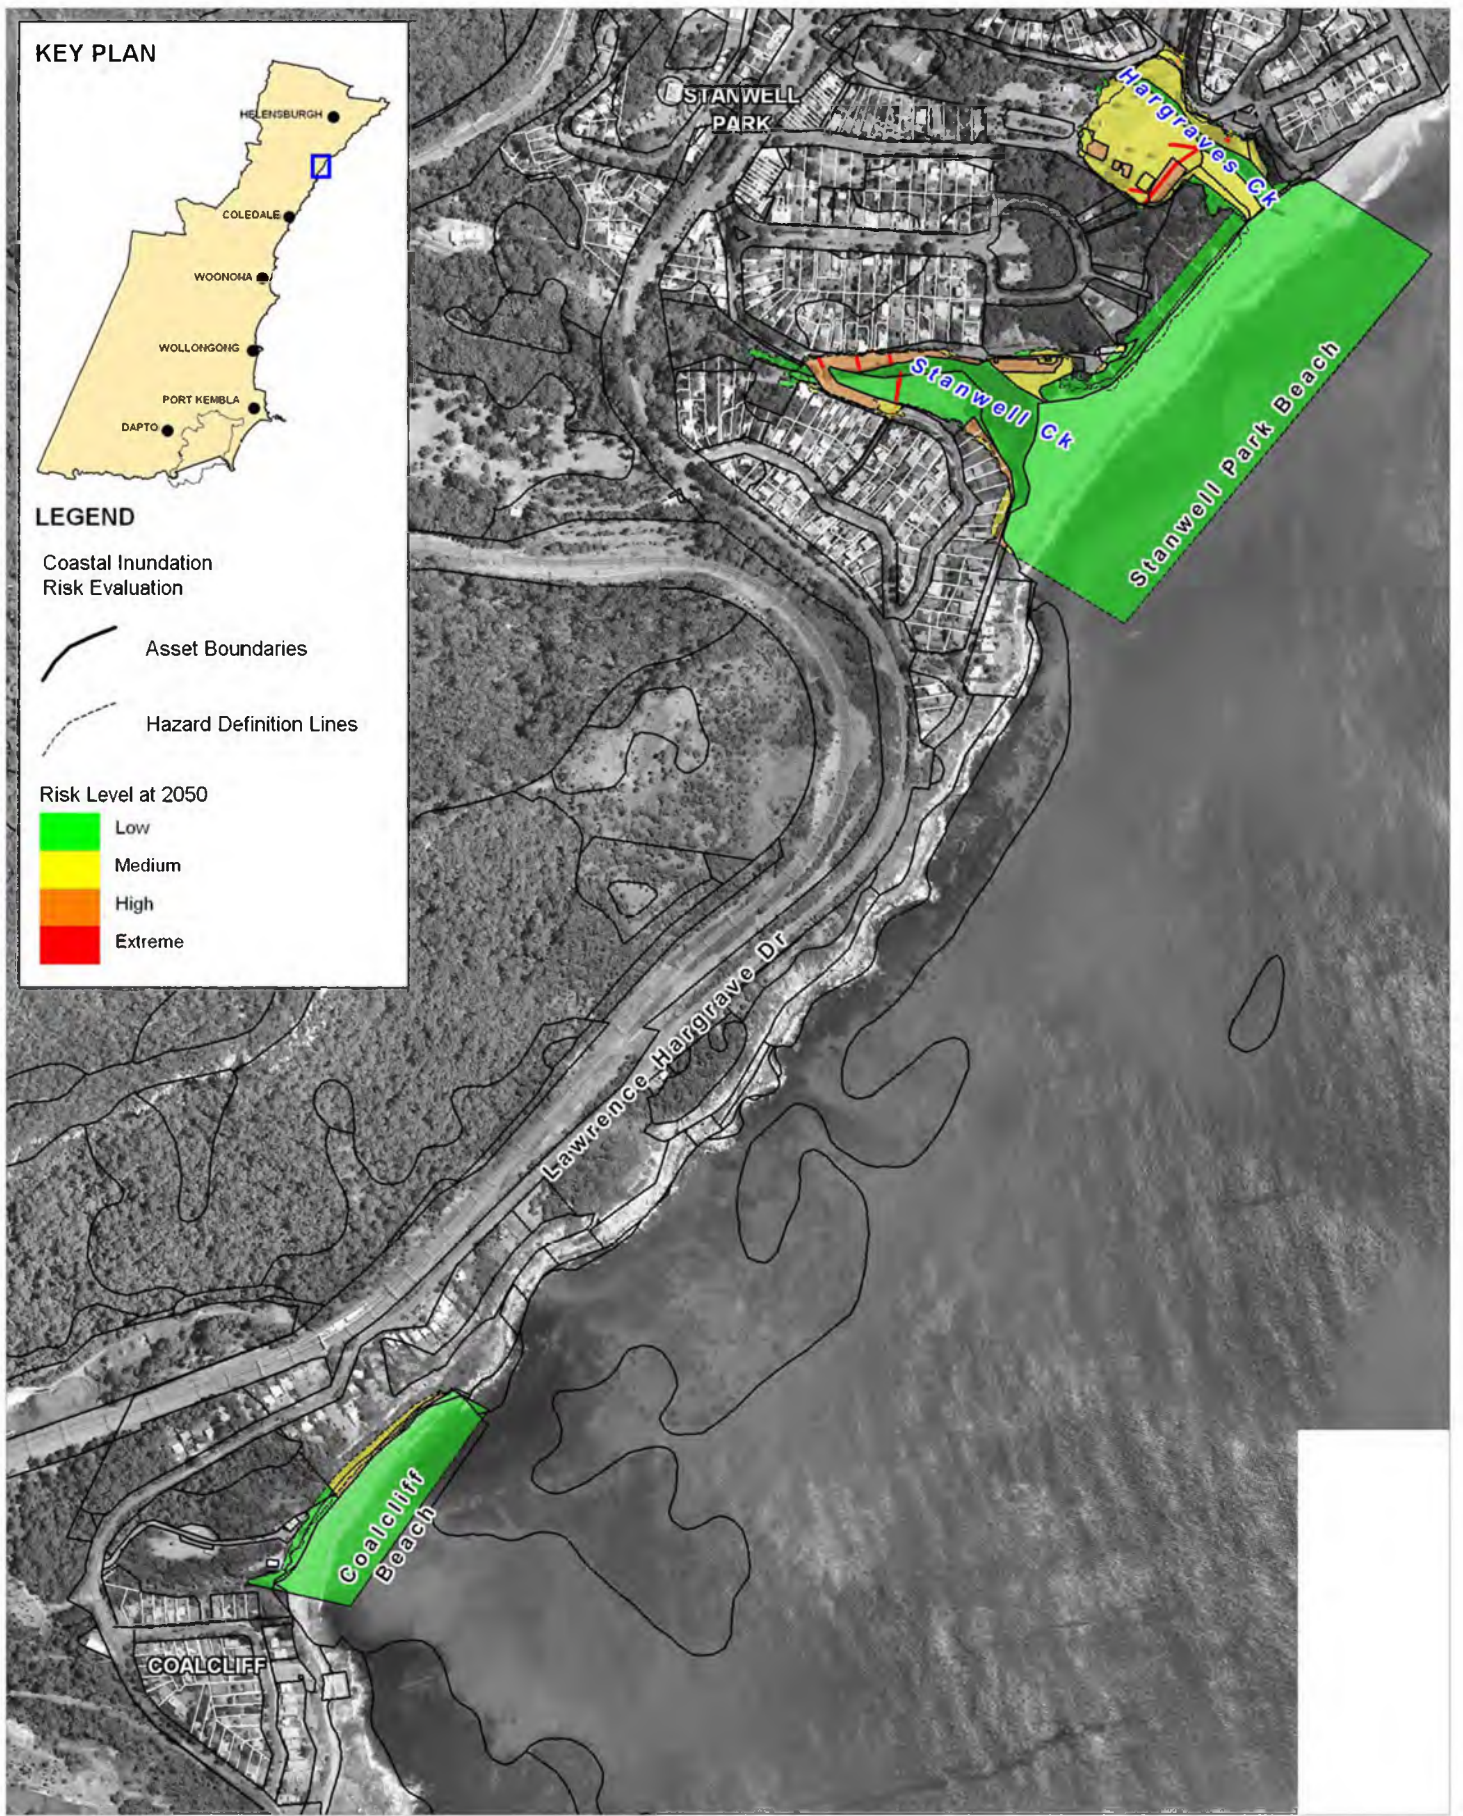 KEY PLAN
HELENSBURGH
COLEDALE
WOONONA
WOLLONGONG
PORT KEMBLA
DAPTO
LEGEND
Coastal Inundation
Risk Evaluation
Asset Boundaries
Hazard Definition Lines
Risk Level at 2050
Low
Medium
High
Extreme
STANWELL
PARK
Hargraves Ck
Stanwell Ck
Stanwell Park Beach
Lawrence Hargrave Dr
Coalcliff
Beach
COALCLIFF